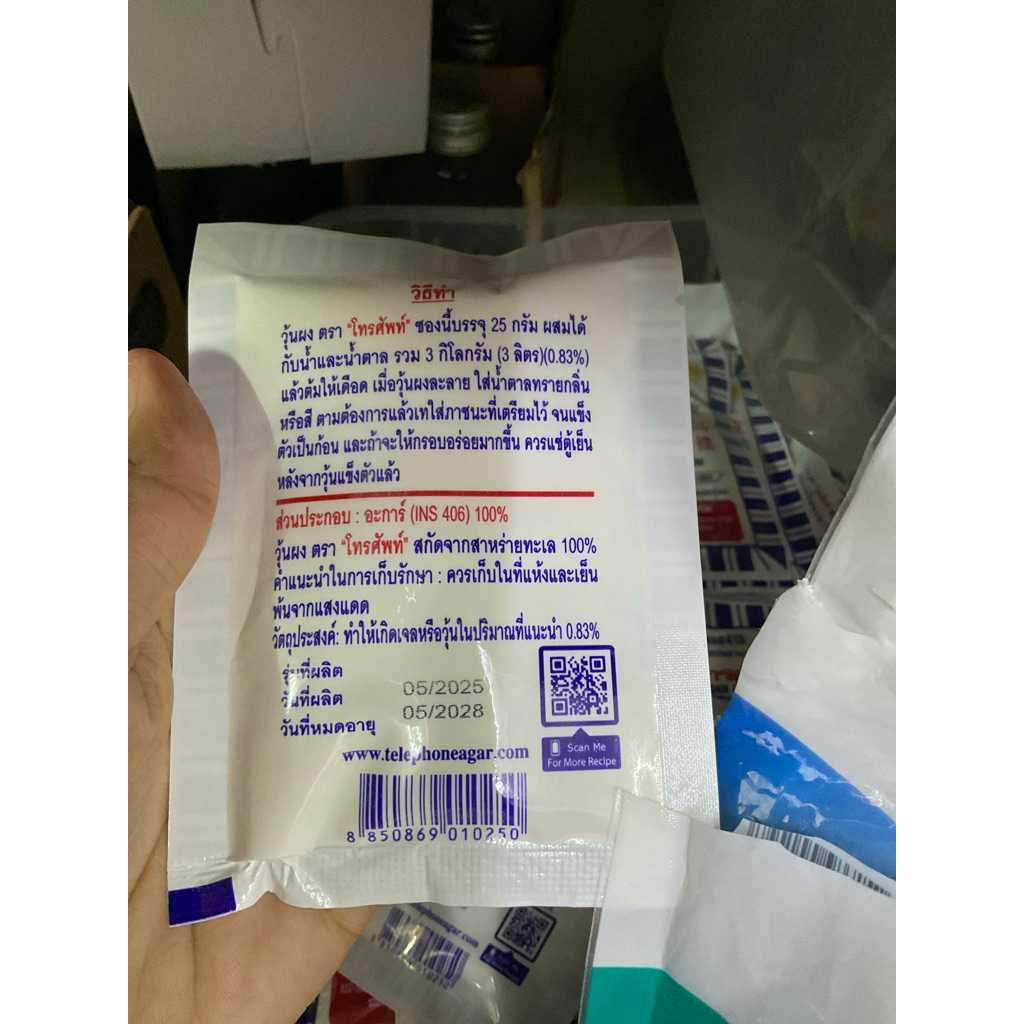 วิธีทำ
วุ้นผง ตรา "โทรศัพท์" ซองนี้บรรจุ 25 กรัม ผสมได้
กับน้ำและน้ำตาล รวม 3 กิโลกรัม (3 ลิตร)(0.83%)
แล้วต้มให้เดือด เมื่อวุ้นผงละลาย ใส่น้ำตาลทรายกลิ่น
หรือสี ตามต้องการแล้วเทใส่ภาชนะที่เตรียมไว้ จนแข็ง
ตัวเป็นก้อน และถ้าจะให้กรอบอร่อยมากขึ้น ควรแช่ตู้เย็น
หลังจากวุ้นแข็งตัวแล้ว
ส่วนประกอบ : อะการ์ (INS 406) 100%
วุ้นผง ตรา "โทรศัพท์" สกัดจากสาหร่ายทะเล 100%
คำแนะนำในการเก็บรักษา : ควรเก็บในที่แห้งและเย็น
พ้นจากแสงแดด
วัตถุประสงค์: ทำให้เกิดเจลหรือวุ้นในปริมาณที่แนะนำ 0.83%
รุ่นที่ผลิต
วันที่ผลิต 05/2025
วันที่หมดอายุ 05/2028
www.telephoneagar.com
Scan Me
For More Recipe
8 850869 010250